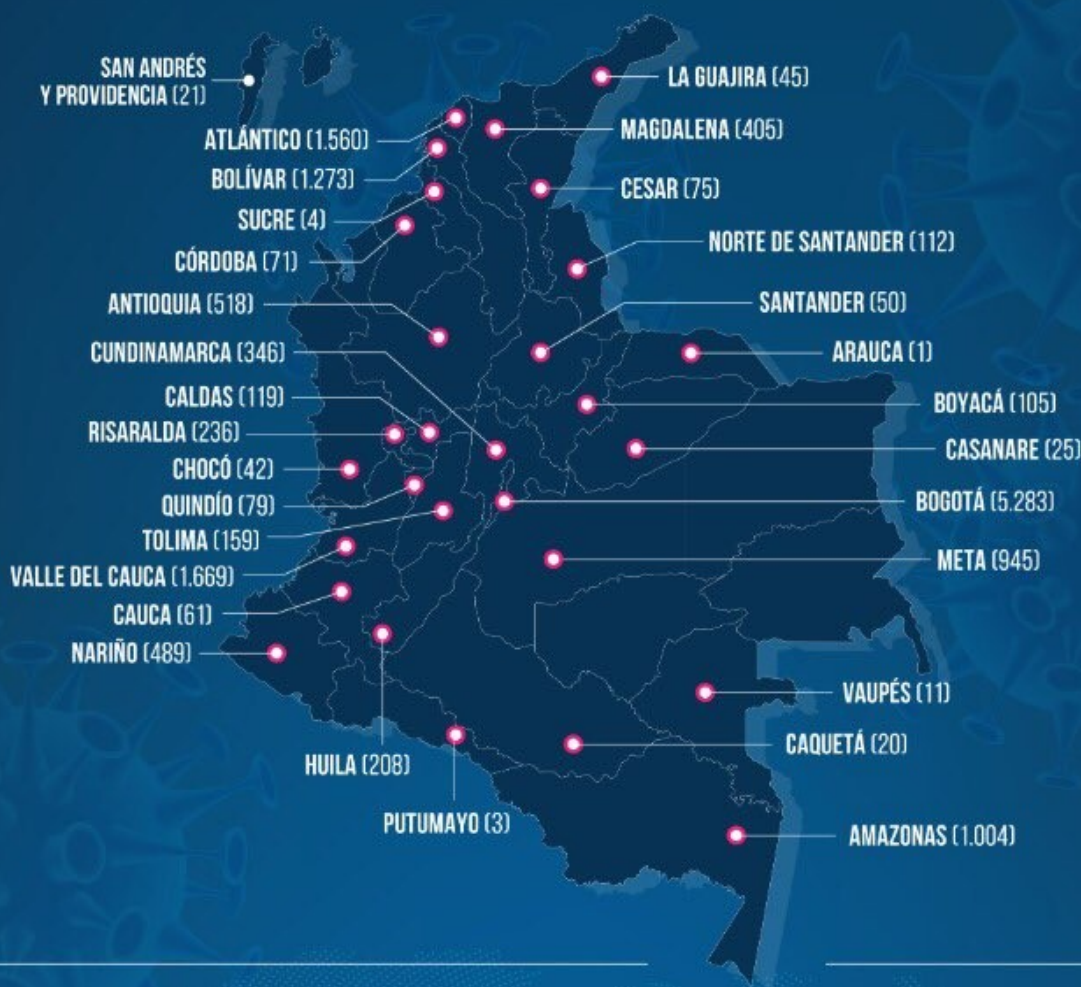 SAN ANDRÉS
Y PROVIDENCIA (21)
ATLÁNTICO (1.560)
BOLÍVAR (1.273)
SUCRE (4)
CÓRDOBA (71)
ANTIOQUIA (518)
CUNDINAMARCA (346)
CALDAS (119)
RISARALDA (236)
CHOCÓ (42)
QUINDÍO (79)
TOLIMA (159)
VALLE DEL CAUCA (1.669)
CAUCA (61)
NARIÑO (489)
HUILA (208)
PUTUMAYO (3)
LA GUAJIRA (45)
MAGDALENA (405)
CESAR (75)
NORTE DE SANTANDER (112)
SANTANDER (50)
ARAUCA (1)
BOYACÁ (105)
CASANARE (25)
BOGOTÁ (5.283)
META (945)
VAUPÉS (11)
CAQUETÁ (20)
AMAZONAS (1.004)